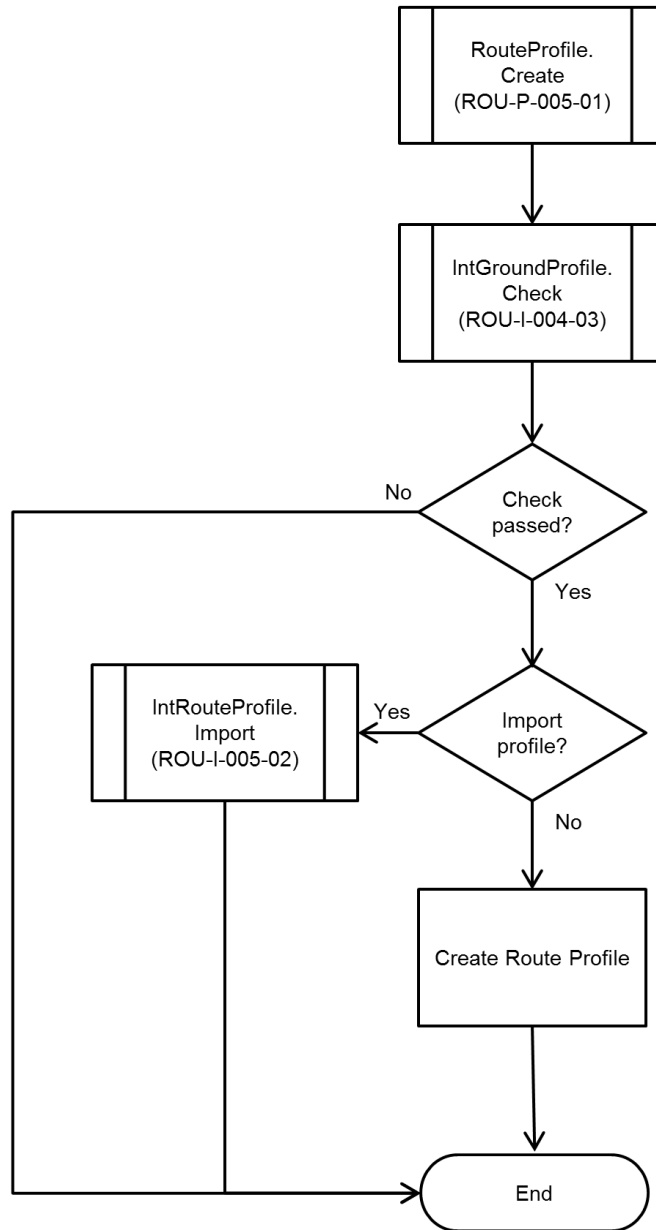 RouteProfile.
Create
(ROU-P-005-01)
IntGroundProfile.
Check
(ROU-I-004-03)
No
Check
passed?
Yes
IntRouteProfile.
Import
(ROU-I-005-02)
Yes
Import
profile?
No
Create Route Profile
End